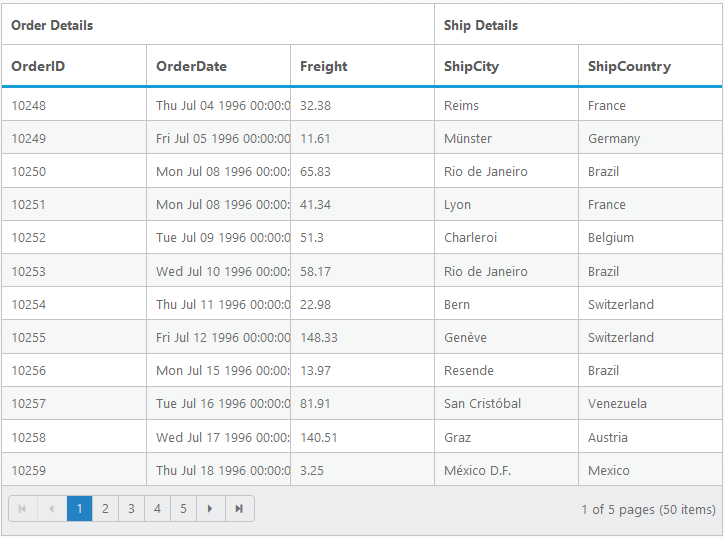 Order Details Ship Details
OrderID OrderDate Freight ShipCity ShipCountry
10248 Thu Jul 04 1996 00:00:0 32.38 Reims France
10249 Fri Jul 05 1996 00:00:00 11.61 Münster Germany
10250 Mon Jul 08 1996 00:00: 65.83 Rio de Janeiro Brazil
10251 Mon Jul 08 1996 00:00: 41.34 Lyon France
10252 Tue Jul 09 1996 00:00:0 51.3 Charleroi Belgium
10253 Wed Jul 10 1996 00:00: 58.17 Rio de Janeiro Brazil
10254 Thu Jul 11 1996 00:00:0 22.98 Bern Switzerland
10255 Fri Jul 12 1996 00:00:00 148.33 Genève Switzerland
10256 Mon Jul 15 1996 00:00: 13.97 Resende Brazil
10257 Tue Jul 16 1996 00:00:0 81.91 San Cristóbal Venezuela
10258 Wed Jul 17 1996 00:00: 140.51 Graz Austria
10259 Thu Jul 18 1996 00:00:0 3.25 México D.F. Mexico
1 2 3 4 5 1 of 5 pages (50 items)